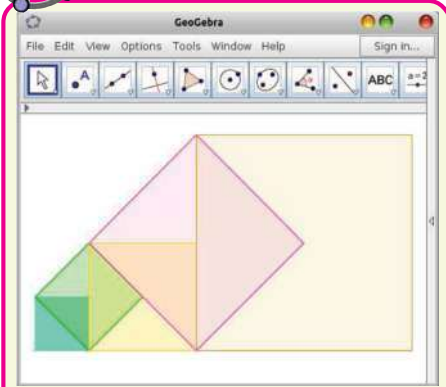 GeoGebra
File Edit View Options Tools Window Help Sign in...
A ABC a=2